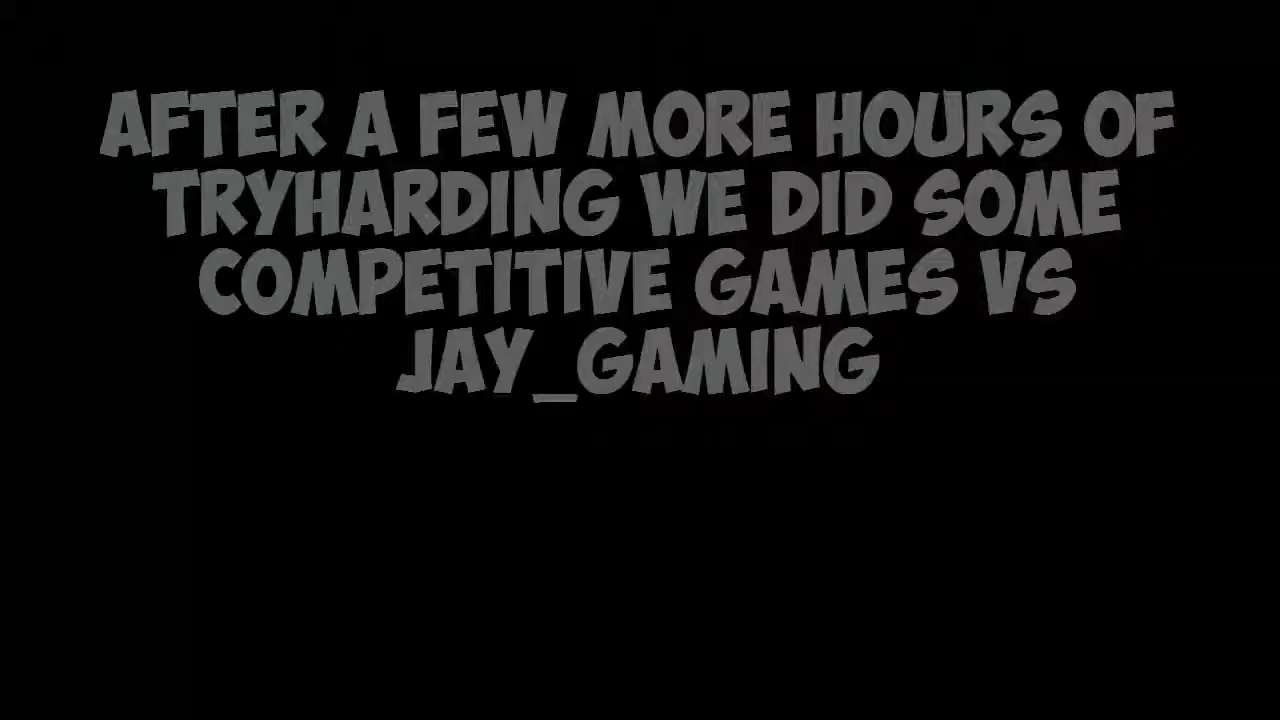 AFTER A FEW MORE HOURS OF
TRYHARDING WE DID SOME
COMPETITIVE GAMES VS
JAY_GAMING